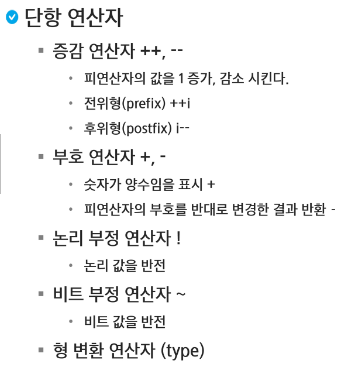 단항 연산자
증감 연산자 ++, --
피연산자의 값을 1 증가, 감소 시킨다.
전위형(prefix) ++i
후위형(postfix) i--
부호 연산자 +, -
숫자가 양수임을 표시 +
피연산자의 부호를 반대로 변경한 결과 반환 -
논리 부정 연산자 !
논리 값을 반전
비트 부정 연산자 ~
비트 값을 반전
형 변환 연산자 (type)